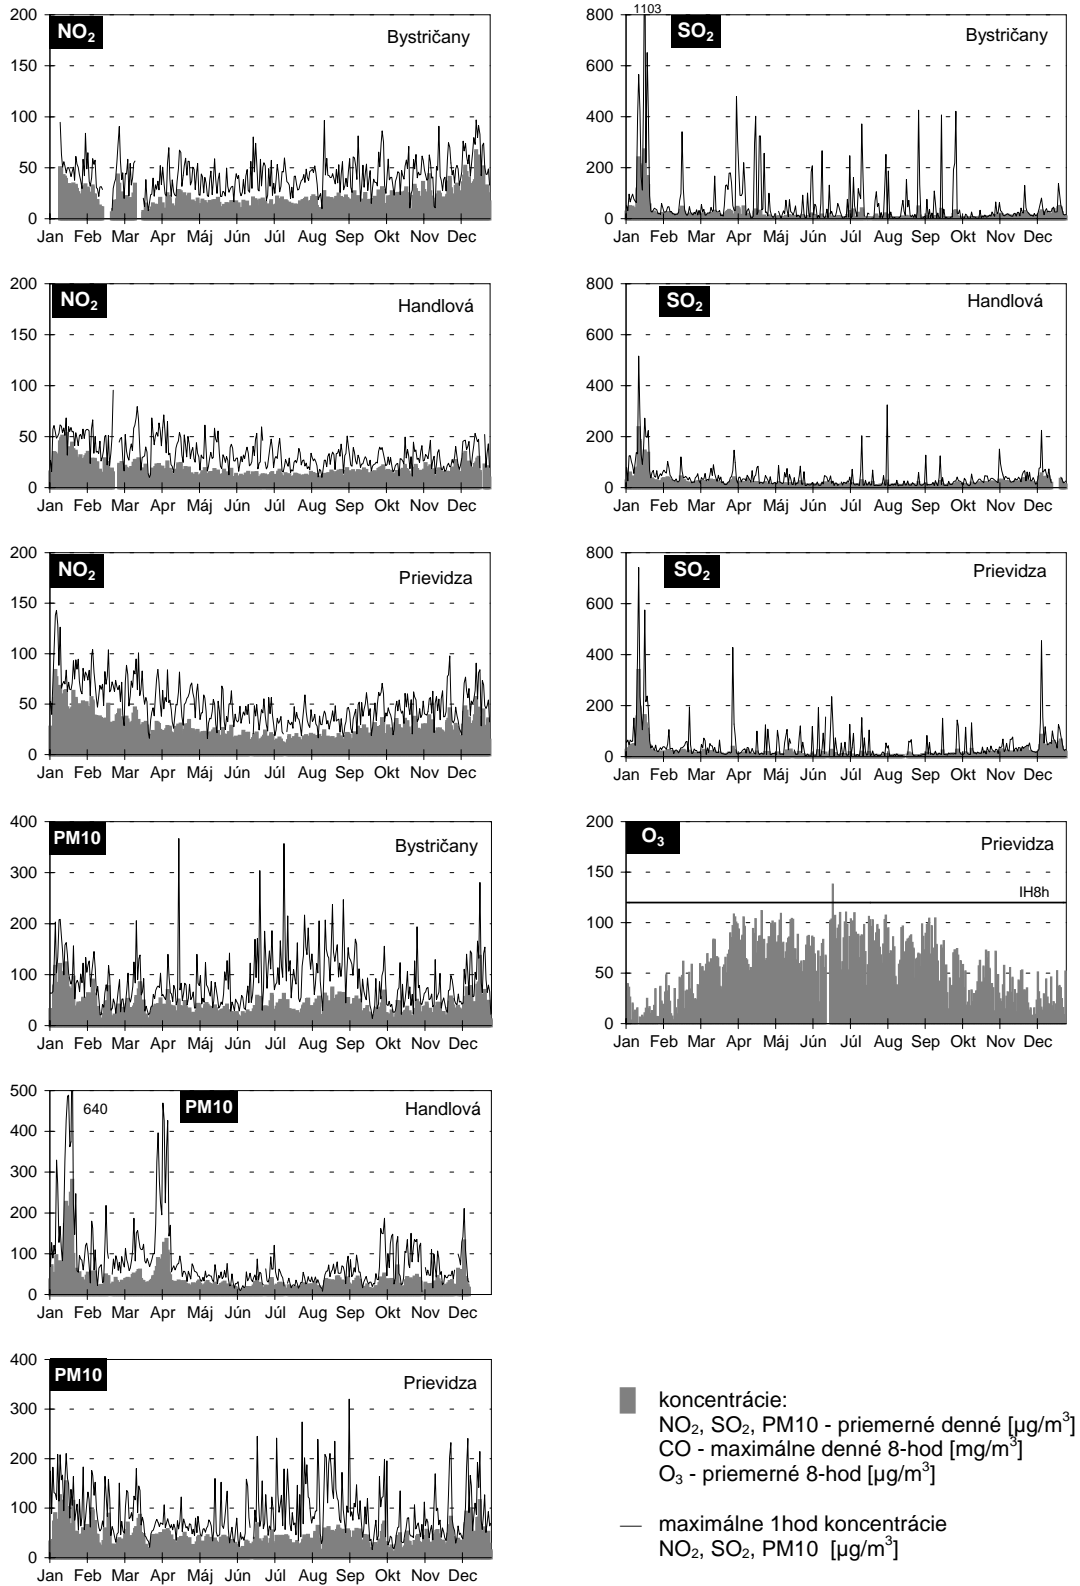 200
150
100
50
0
NO₂
Bystričany
Jan Feb Mar Apr Máj Jún Júl Aug Sep Okt Nov Dec
800
600
400
200
0
1103
SO₂
Bystričany
Jan Feb Mar Apr Máj Jún Júl Aug Sep Okt Nov Dec
200
150
100
50
0
NO₂
Handlová
Jan Feb Mar Apr Máj Jún Júl Aug Sep Okt Nov Dec
800
600
400
200
0
SO₂
Handlová
Jan Feb Mar Apr Máj Jún Júl Aug Sep Okt Nov Dec
200
150
100
50
0
NO₂
Prievidza
Jan Feb Mar Apr Máj Jún Júl Aug Sep Okt Nov Dec
800
600
400
200
0
SO₂
Prievidza
Jan Feb Mar Apr Máj Jún Júl Aug Sep Okt Nov Dec
400
300
200
100
0
PM10
Bystričany
Jan Feb Mar Apr Máj Jún Júl Aug Sep Okt Nov Dec
200
150
100
50
0
O₃
Prievidza
IH8h
Jan Feb Mar Apr Máj Jún Júl Aug Sep Okt Nov Dec
500
400
300
200
100
0
640
PM10
Handlová
Jan Feb Mar Apr Máj Jún Júl Aug Sep Okt Nov Dec
400
300
200
100
0
PM10
Prievidza
Jan Feb Mar Apr Máj Jún Júl Aug Sep Okt Nov Dec
koncentrácie:
NO₂, SO₂, PM10 - priemerné denné [µg/m³]
CO - maximálne denné 8-hod [mg/m³]
O₃ - priemerné 8-hod [µg/m³]
maximálne 1hod koncentrácie
NO₂, SO₂, PM10 [µg/m³]